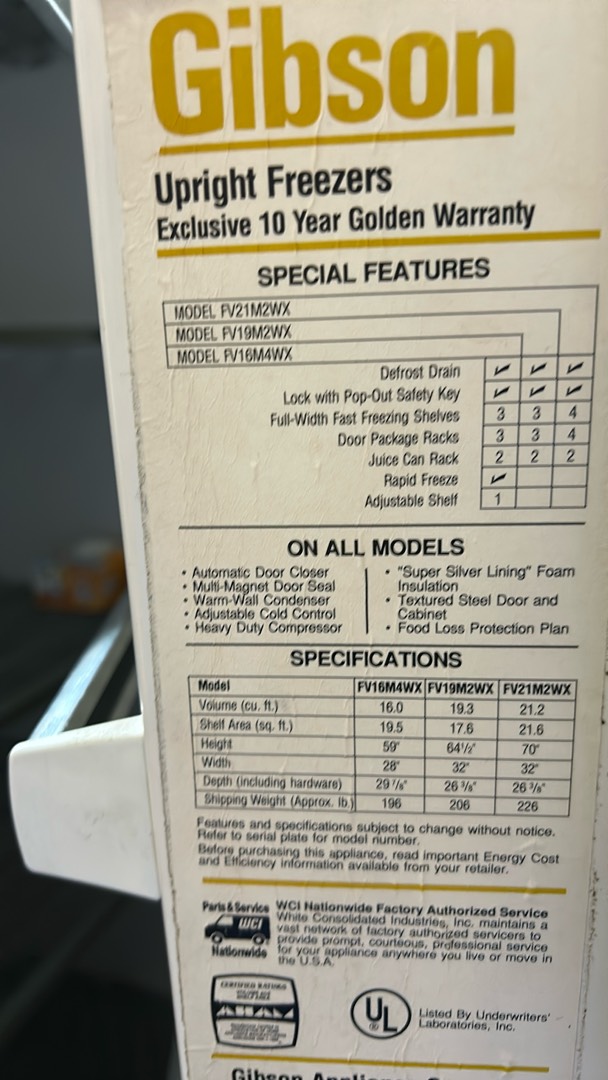 Gibson
Upright Freezers
Exclusive 10 Year Golden Warranty
SPECIAL FEATURES
MODEL FV21M2WX
MODEL FV19M2WX
MODEL FV16M4WX
Defrost Drain ✓ ✓ ✓
Lock with Pop-Out Safety Key ✓ ✓ ✓
Full-Width Fast Freezing Shelves 3 3 4
Door Package Racks 3 3 4
Juice Can Rack 2 2 2
Rapid Freeze ✓
Adjustable Shelf 1
ON ALL MODELS
• Automatic Door Closer
• Multi-Magnet Door Seal
• Warm-Wall Condenser
• Adjustable Cold Control
• Heavy Duty Compressor
• "Super Silver Lining" Foam
Insulation
• Textured Steel Door and
Cabinet
• Food Loss Protection Plan
SPECIFICATIONS
Model FV16M4WX FV19M2WX FV21M2WX
Volume (cu. ft.) 16.0 19.3 21.2
Shelf Area (sq. ft.) 19.5 17.6 21.6
Height 59" 64 1/2" 70"
Width 28" 32" 32"
Depth (including hardware) 29 7/8" 26 3/8" 26 3/8"
Shipping Weight (Approx. lb.) 196 206 226
Features and specifications subject to change without notice.
Refer to serial plate for model number.
Before purchasing this appliance, read important Energy Cost
and Efficiency information available from your retailer.
Parts & Service
WCI
Nationwide
WCI Nationwide Factory Authorized Service
White Consolidated Industries, Inc. maintains a
vast network of factory authorized servicers to
provide prompt, courteous, professional service
for your appliance anywhere you live or move in
the U.S.A.
CERTIFIED RATINGS
AHAM
UL
®
Listed By Underwriters'
Laboratories, Inc.
Gibson